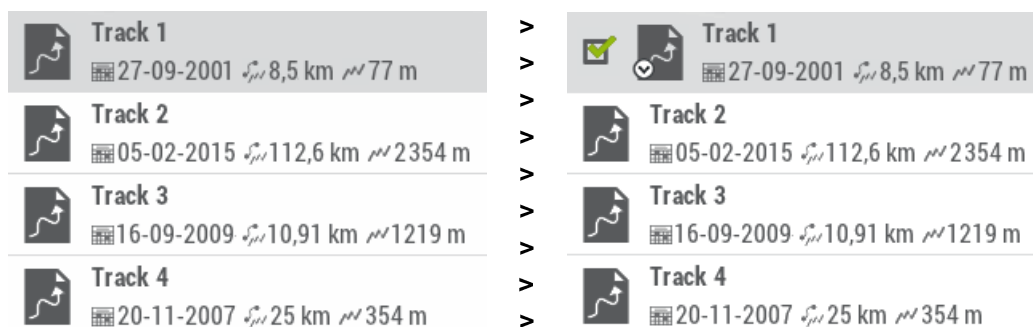 Track 1
27-09-2001 8,5 km 77 m
Track 2
05-02-2015 112,6 km 2354 m
Track 3
16-09-2009 10,91 km 1219 m
Track 4
20-11-2007 25 km 354 m
>
>
>
>
>
>
>
>
>
Track 1
27-09-2001 8,5 km 77 m
Track 2
05-02-2015 112,6 km 2354 m
Track 3
16-09-2009 10,91 km 1219 m
Track 4
20-11-2007 25 km 354 m